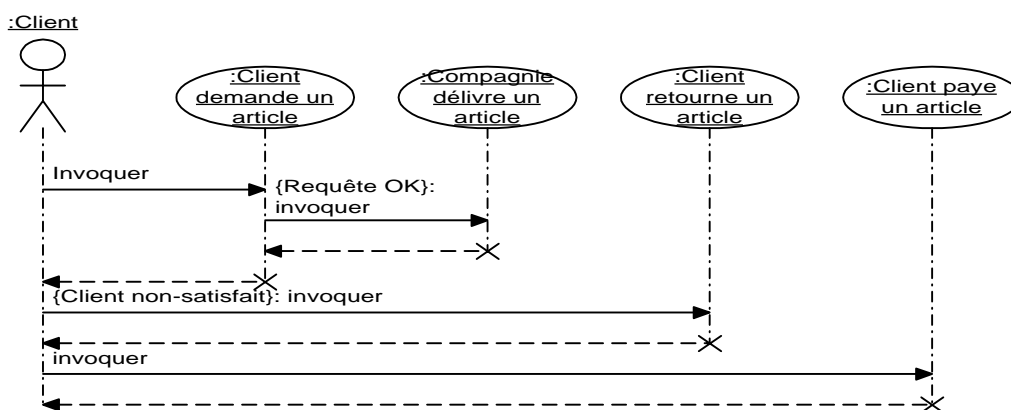 :Client
:Client
demande un
article
:Compagnie
délivre un
article
:Client
retourne un
article
:Client paye
un article
Invoquer
{Requête OK}:
invoquer
{Client non-satisfait}: invoquer
invoquer